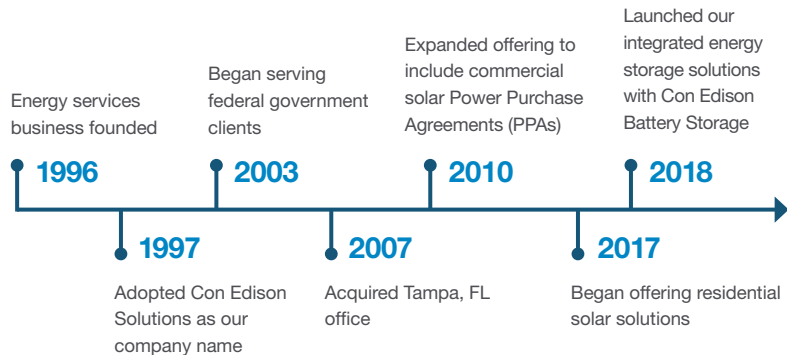 Energy services
business founded
1996
1997
Adopted Con Edison
Solutions as our
company name
Began serving
federal government
clients
2003
2007
Acquired Tampa, FL
office
Expanded offering to
include commercial
solar Power Purchase
Agreements (PPAs)
2010
2017
Began offering residential
solar solutions
Launched our
integrated energy
storage solutions
with Con Edison
Battery Storage
2018